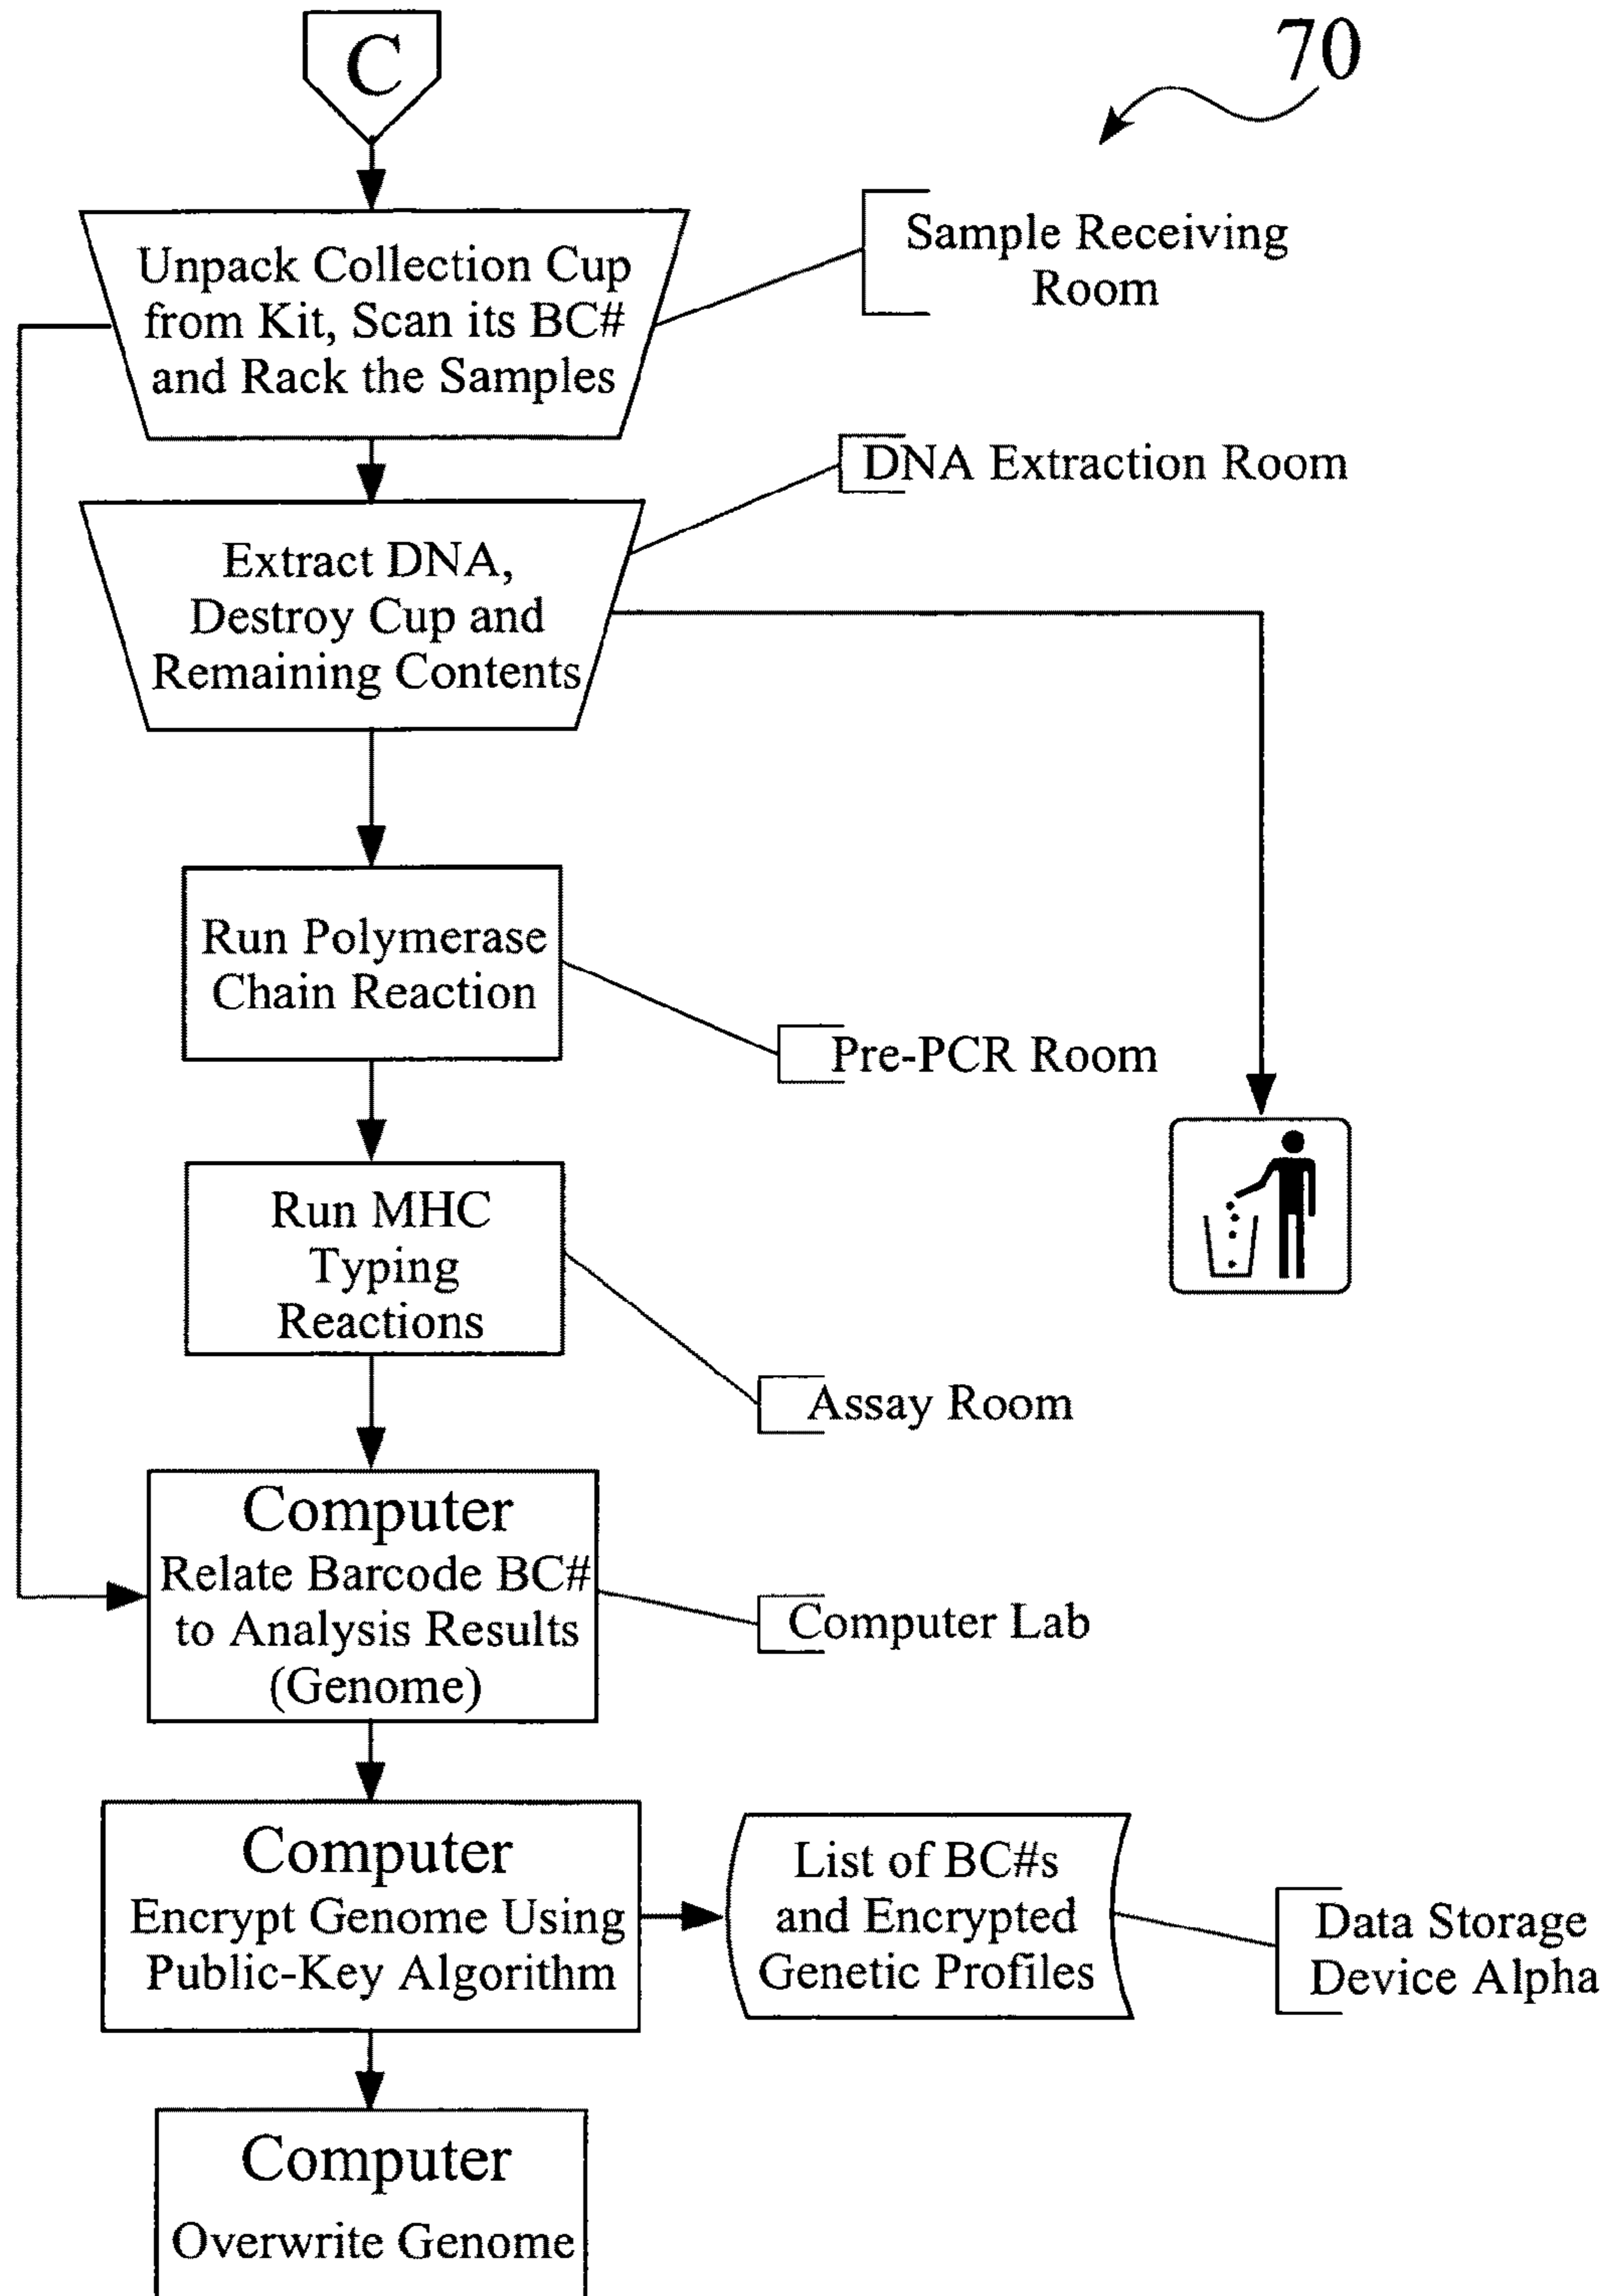 C
70
Unpack Collection Cup
from Kit, Scan its BC#
and Rack the Samples
Sample Receiving
Room
DNA Extraction Room
Extract DNA,
Destroy Cup and
Remaining Contents
Run Polymerase
Chain Reaction
Pre-PCR Room
Run MHC
Typing
Reactions
Assay Room
Computer
Relate Barcode BC#
to Analysis Results
(Genome)
Computer Lab
Computer
Encrypt Genome Using
Public-Key Algorithm
List of BC#s
and Encrypted
Genetic Profiles
Data Storage
Device Alpha
Computer
Overwrite Genome